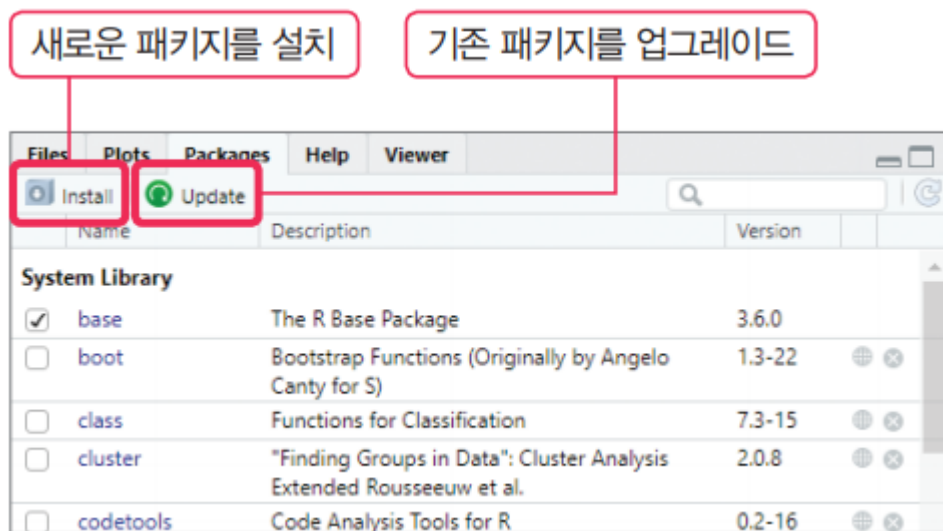 새로운 패키지를 설치
기존 패키지를 업그레이드
Files Plots Packages Help Viewer
Install Update
Name Description Version
System Library
base The R Base Package 3.6.0
boot Bootstrap Functions (Originally by Angelo 1.3-22
Canty for S)
class Functions for Classification 7.3-15
cluster "Finding Groups in Data": Cluster Analysis 2.0.8
Extended Rousseeuw et al.
codetools Code Analysis Tools for R 0.2-16